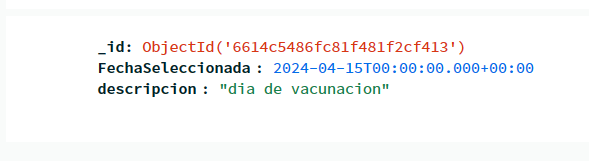 _id: ObjectId('6614c5486fc81f481f2cf413')
FechaSeleccionada : 2024-04-15T00:00:00.000+00:00
descripcion : "dia de vacunacion"